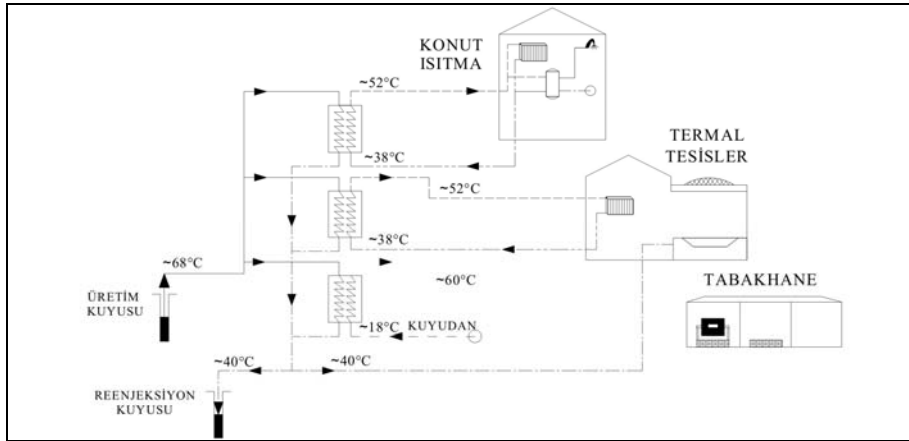 KONUT
ISITMA
~52°C
~38°C
TERMAL
TESİSLER
~52°C
~38°C
~68°C
~60°C
TABAKHANE
ÜRETİM
KUYUSU
~18°C
KUYUDAN
~40°C
~40°C
REENJEKSİYON
KUYUSU